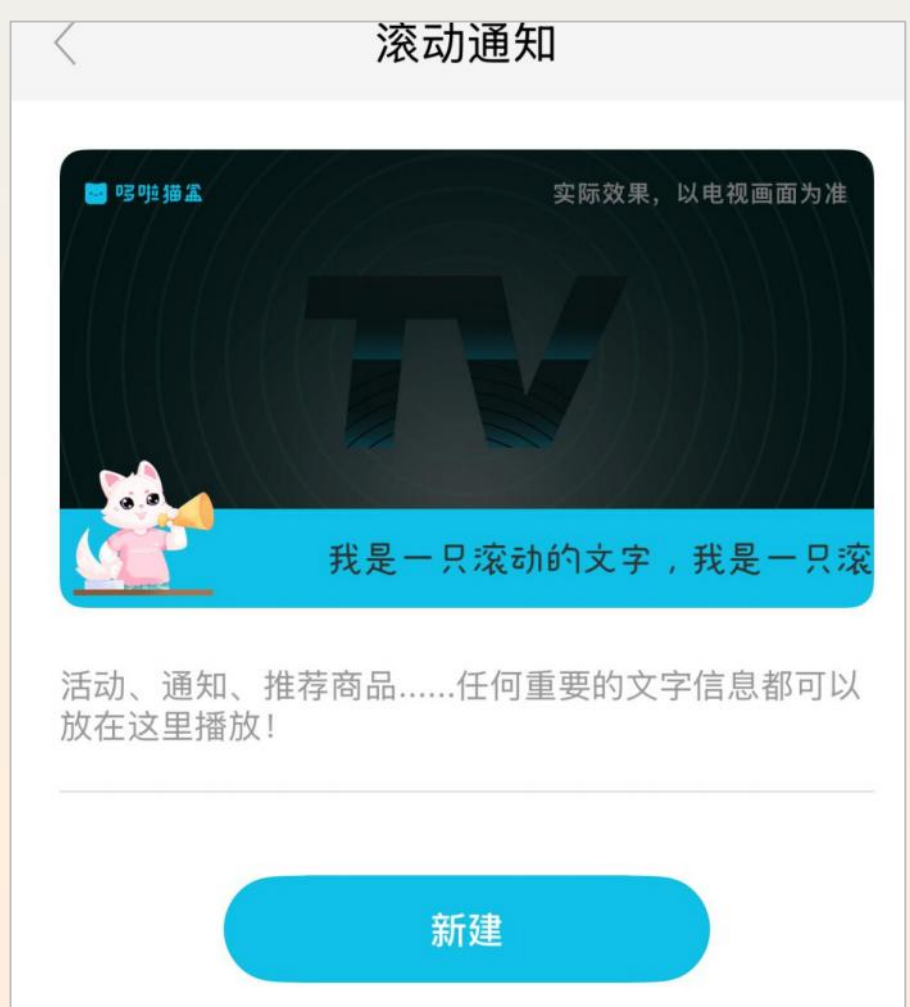 滚动通知
哆啦猫盒
实际效果，以电视画面为准
TV
我是一只滚动的文字，我是一只滚
活动、通知、推荐商品......任何重要的文字信息都可以
放在这里播放！
新建